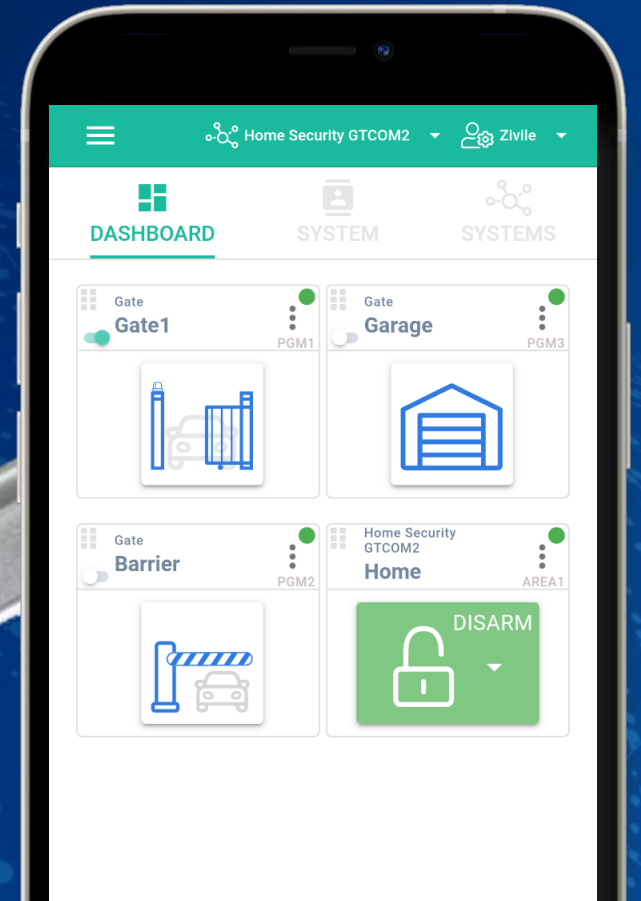 Home Security GTCOM2
Zivile
DASHBOARD
SYSTEM
SYSTEMS
Gate
Gate1
PGM1
Gate
Garage
PGM3
Gate
Barrier
PGM2
Home Security
GTCOM2
Home
AREA1
DISARM